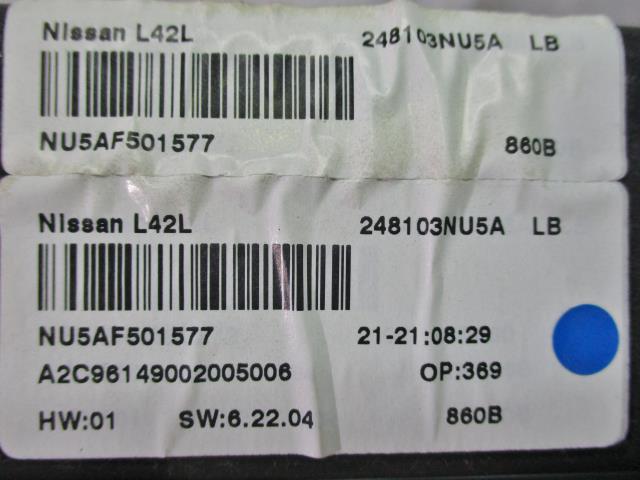 Nissan L42L 248103NU5A LB
NU5AF501577 860B
Nissan L42L 248103NU5A LB
NU5AF501577 21-21:08:29
A2C96149002005006 OP:369
HW:01 SW:6.22.04 860B